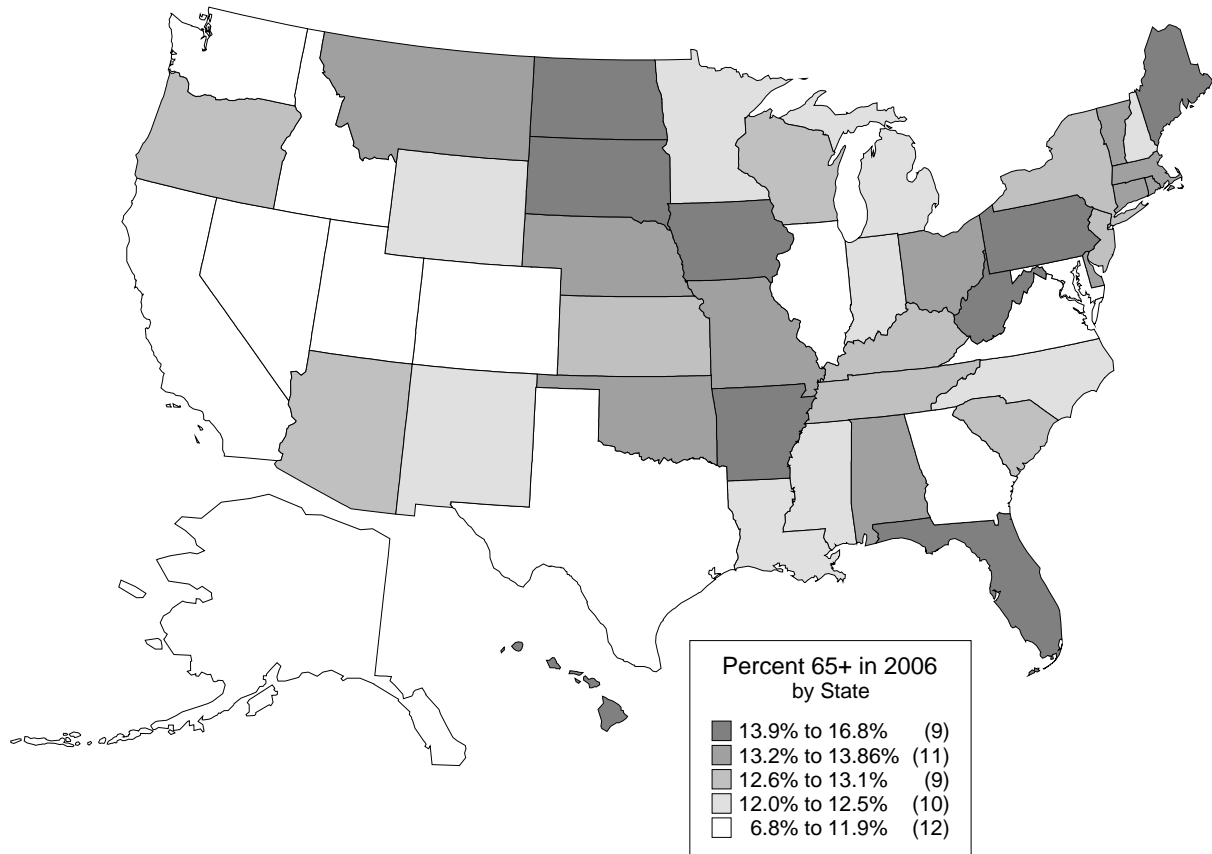 Percent 65+ in 2006
by State
13.9% to 16.8% (9)
13.2% to 13.86% (11)
12.6% to 13.1% (9)
12.0% to 12.5% (10)
6.8% to 11.9% (12)